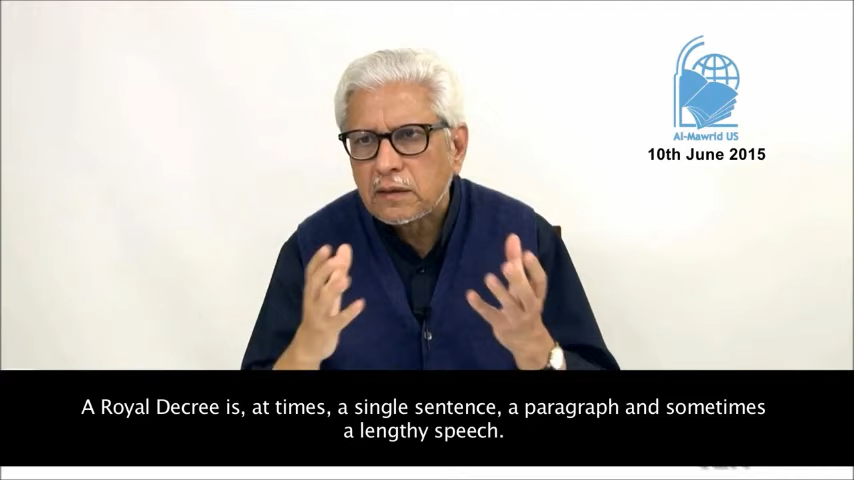 Al-Mawrid US
10th June 2015
A Royal Decree is, at times, a single sentence, a paragraph and sometimes
a lengthy speech.